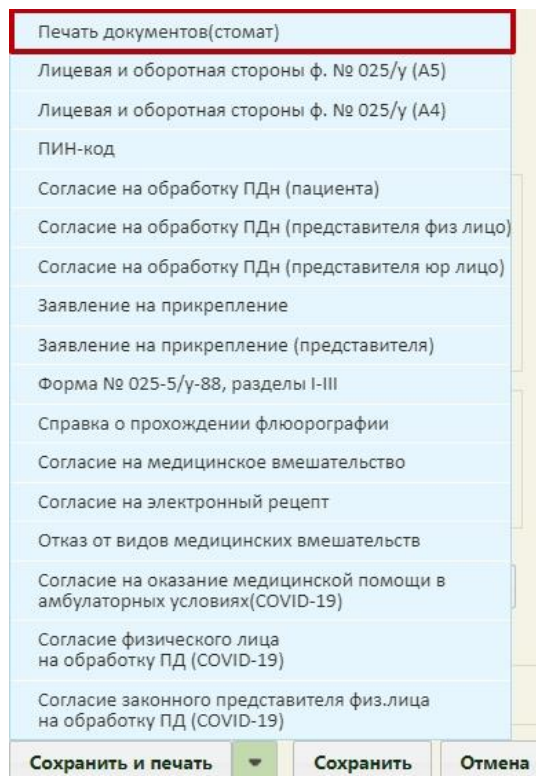 Печать документов(стомат)
Лицевая и оборотная стороны ф. № 025/у (А5)
Лицевая и оборотная стороны ф. № 025/у (А4)
ПИН-код
Согласие на обработку ПДн (пациента)
Согласие на обработку ПДн (представителя физ лицо)
Согласие на обработку ПДн (представителя юр лицо)
Заявление на прикрепление
Заявление на прикрепление (представителя)
Форма № 025-5/у-88, разделы I-III
Справка о прохождении флюорографии
Согласие на медицинское вмешательство
Согласие на электронный рецепт
Отказ от видов медицинских вмешательств
Согласие на оказание медицинской помощи в
амбулаторных условиях(COVID-19)
Согласие физического лица
на обработку ПД (COVID-19)
Согласие законного представителя физ.лица
на обработку ПД (COVID-19)
Сохранить и печать Сохранить Отмена